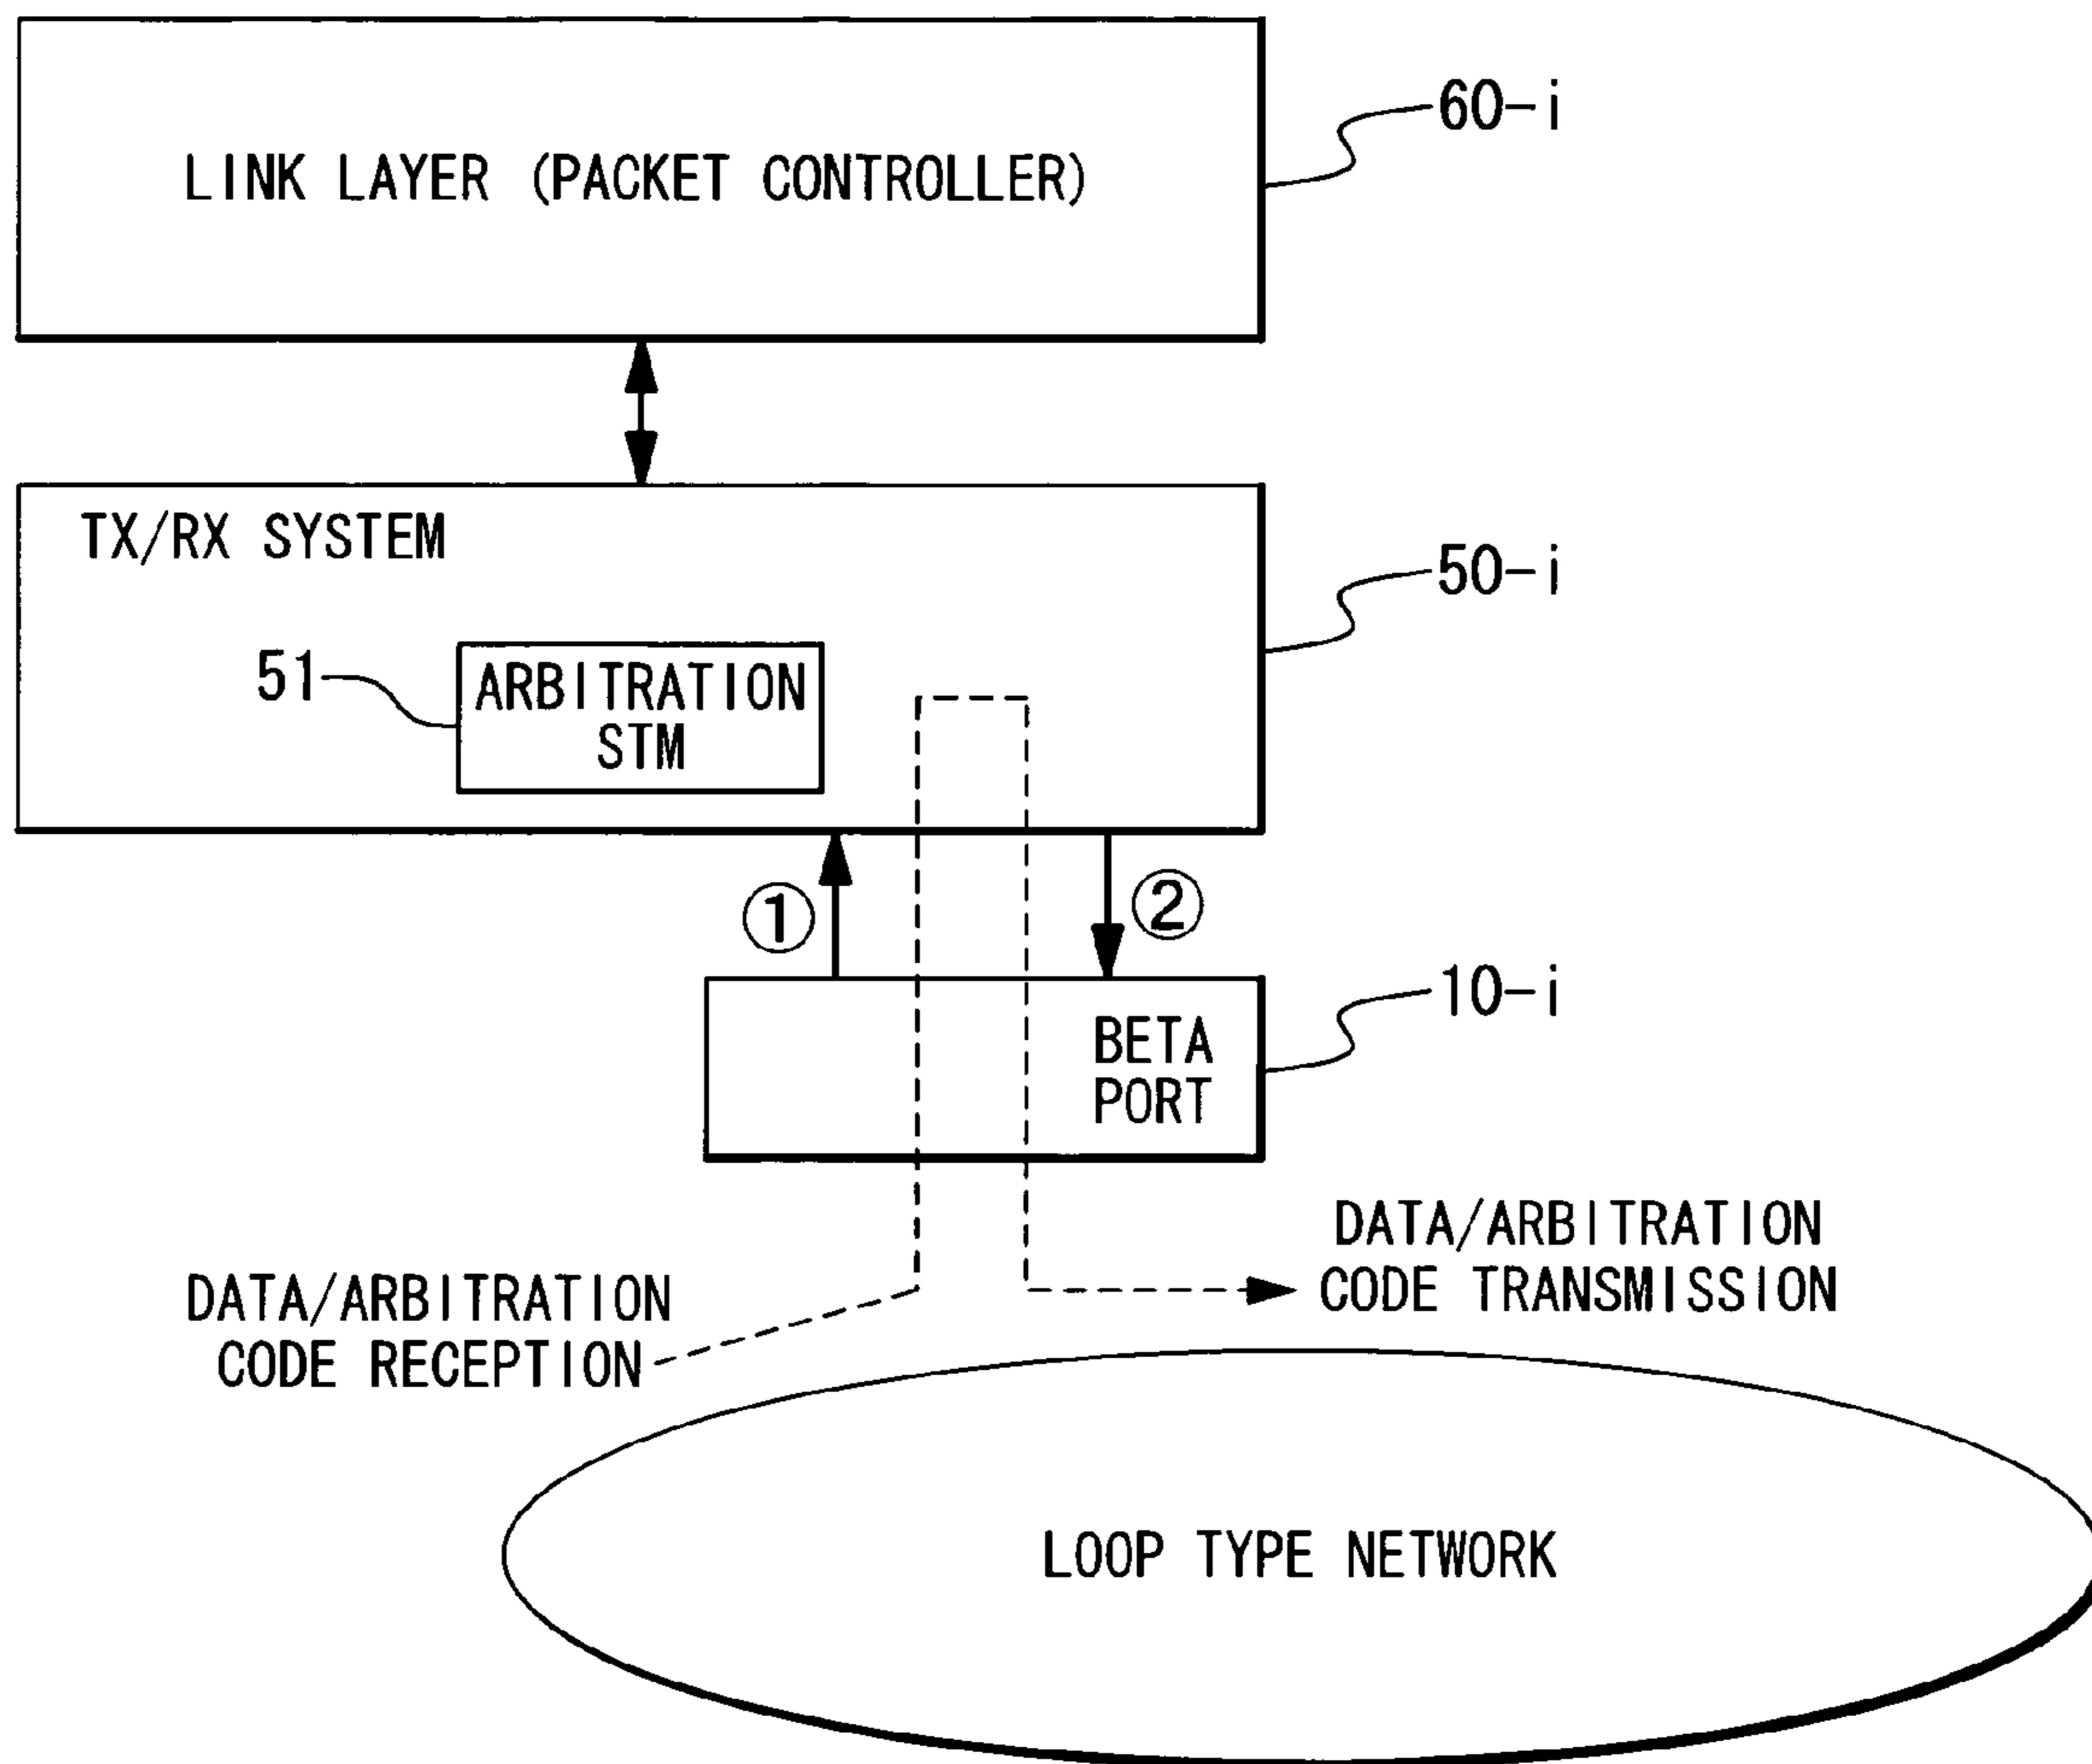 LINK LAYER (PACKET CONTROLLER)
60-i
TX/RX SYSTEM
50-i
51
ARBITRATION
STM
①
②
10-i
BETA
PORT
DATA/ARBITRATION
CODE RECEPTION
DATA/ARBITRATION
CODE TRANSMISSION
LOOP TYPE NETWORK